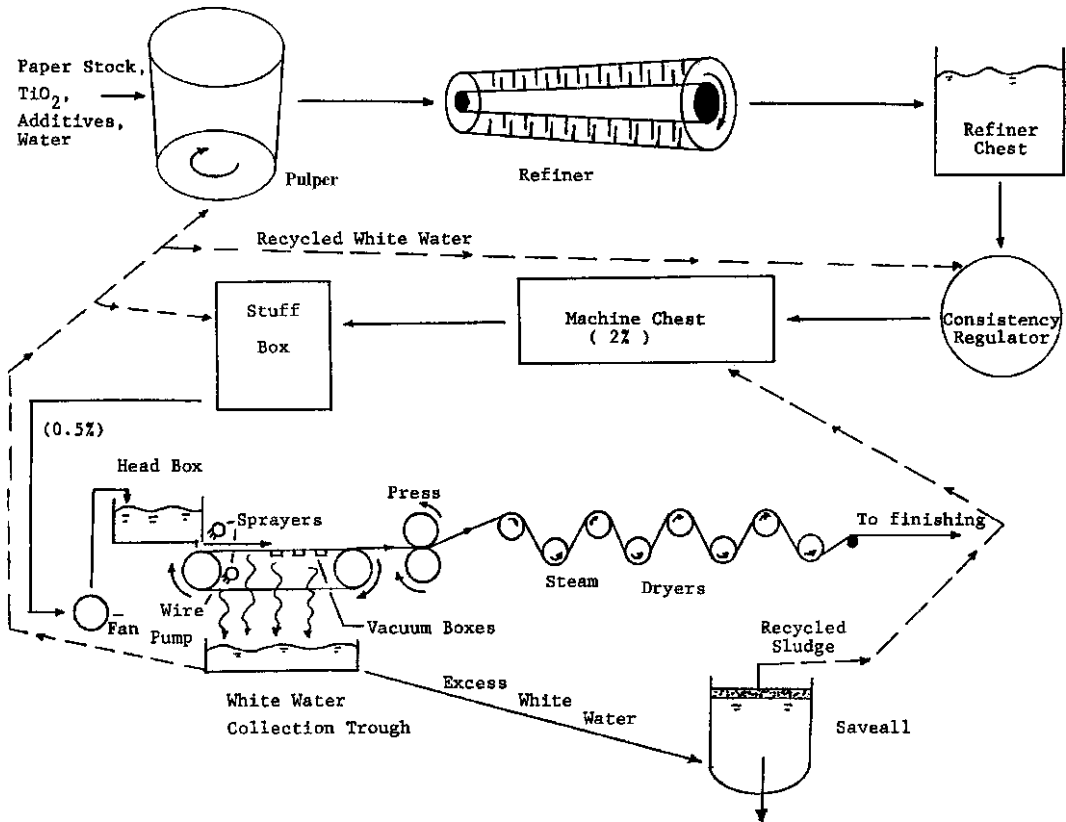 Paper Stock,
TiO2,
Additives,
Water
Pulper
Refiner
Refiner
Chest
Recycled White Water
Stuff
Box
Machine Chest
( 2% )
Consistency
Regulator
(0.5%)
Head Box
Sprayers
Press
To finishing
Steam Dryers
Wire
Vacuum Boxes
Fan
Pump
White Water
Collection Trough
Excess White Water
Recycled
Sludge
Saveall